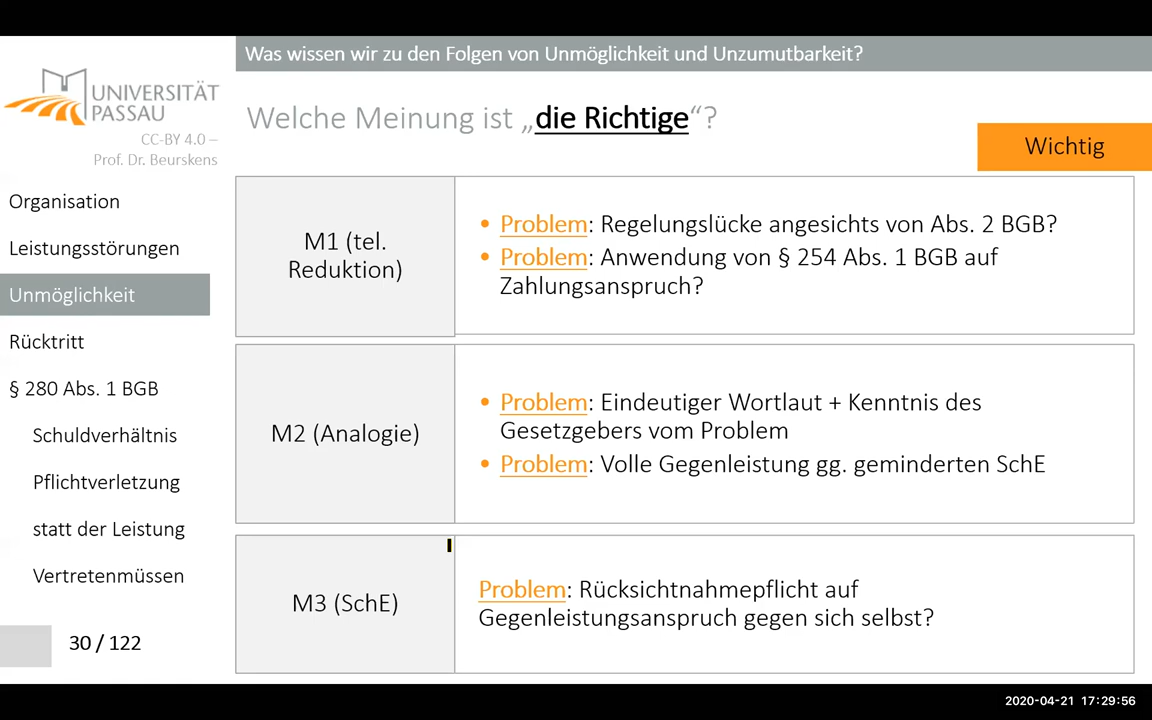 Was wissen wir zu den Folgen von Unmöglichkeit und Unzumutbarkeit?
UNIVERSITÄT
PASSAU
CC-BY 4.0 –
Prof. Dr. Beurskens
Welche Meinung ist „die Richtige“?
Wichtig
Organisation
Leistungsstörungen
Unmöglichkeit
Rücktritt
§ 280 Abs. 1 BGB
Schuldverhältnis
Pflichtverletzung
statt der Leistung
Vertretenmüssen
30 / 122
M1 (tel.
Reduktion)
• Problem: Regelungslücke angesichts von Abs. 2 BGB?
• Problem: Anwendung von § 254 Abs. 1 BGB auf
Zahlungsanspruch?
M2 (Analogie)
• Problem: Eindeutiger Wortlaut + Kenntnis des
Gesetzgebers vom Problem
• Problem: Volle Gegenleistung gg. geminderten SchE
M3 (SchE)
Problem: Rücksichtnahmepflicht auf
Gegenleistungsanspruch gegen sich selbst?
2020-04-21 17:29:56